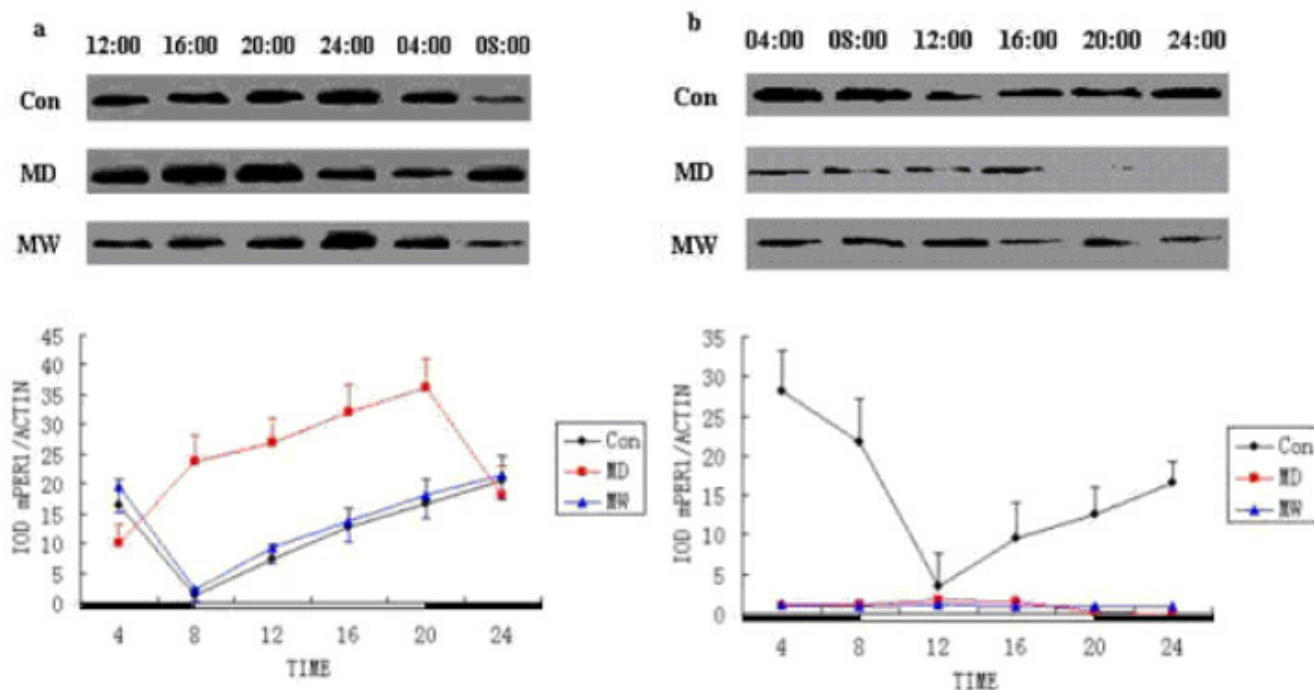 a
12:00 16:00 20:00 24:00 04:00 08:00
Con
MD
MW
IOD mPER1/ACTIN
45
40
35
30
25
20
15
10
5
0
4 8 12 16 20 24
TIME
Con
MD
MW
b
04:00 08:00 12:00 16:00 20:00 24:00
Con
MD
MW
IOD mPER1/ACTIN
35
30
25
20
15
10
5
0
4 8 12 16 20 24
TIME
Con
MD
MW